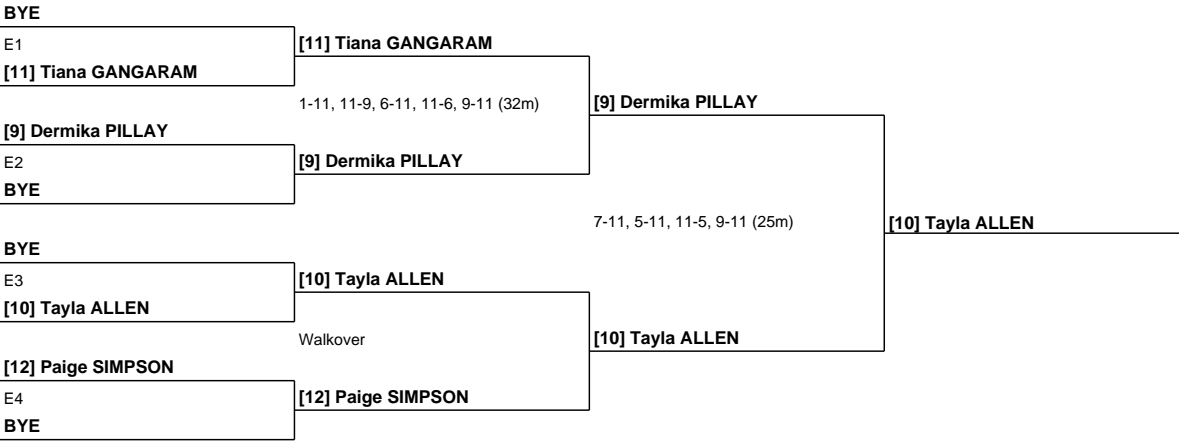 BYE
E1
[11] Tiana GANGARAM
[11] Tiana GANGARAM
1-11, 11-9, 6-11, 11-6, 9-11 (32m)
[9] Dermika PILLAY
[9] Dermika PILLAY
E2
[9] Dermika PILLAY
BYE
7-11, 5-11, 11-5, 9-11 (25m)
[10] Tayla ALLEN
BYE
E3
[10] Tayla ALLEN
[10] Tayla ALLEN
Walkover
[10] Tayla ALLEN
[12] Paige SIMPSON
E4
[12] Paige SIMPSON
BYE